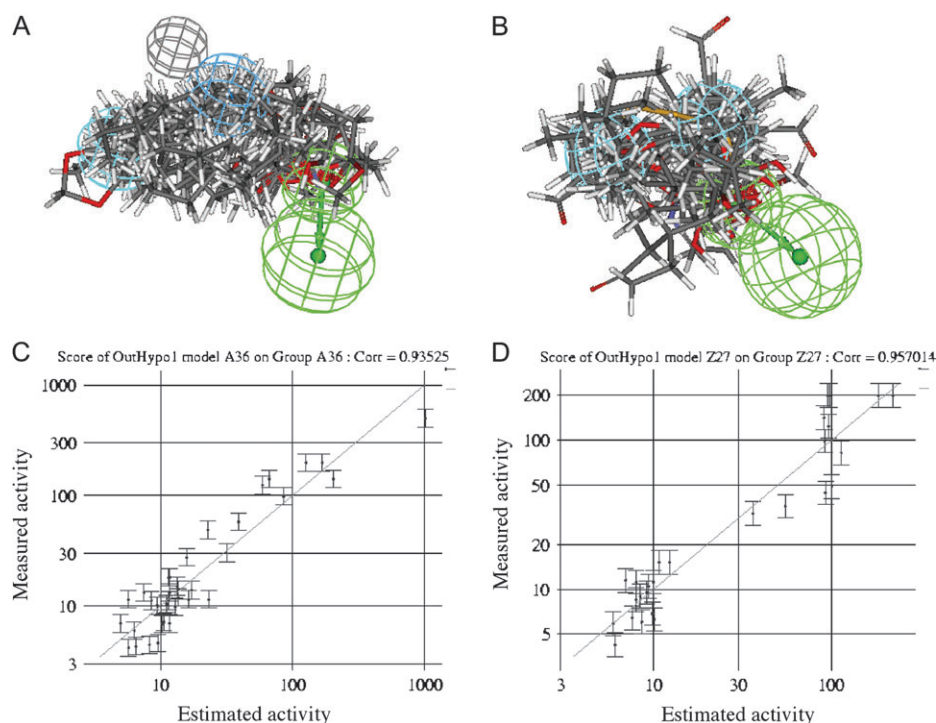 A
B
C
Score of OutHypo1 model A36 on Group A36 : Corr = 0.93525
1000
300
100
30
10
3
Measured activity
10
100
1000
Estimated activity
D
Score of OutHypo1 model Z27 on Group Z27 : Corr = 0.957014
200
100
50
20
10
5
Measured activity
3
10
30
100
Estimated activity